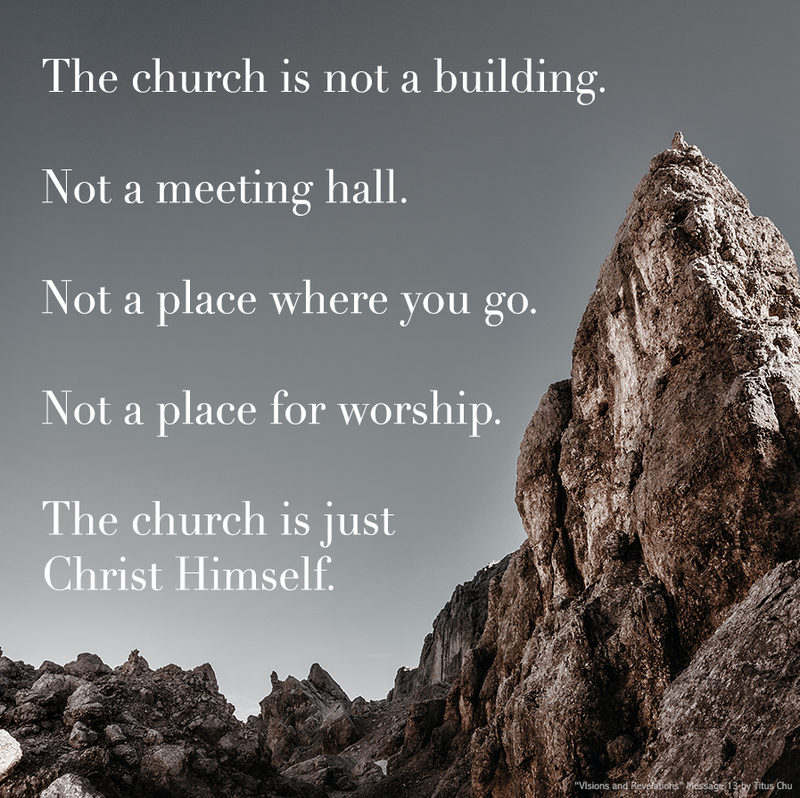 The church is not a building.
Not a meeting hall.
Not a place where you go.
Not a place for worship.
The church is just
Christ Himself.
"Visions and Revelations" Message 13-by Titus Chu